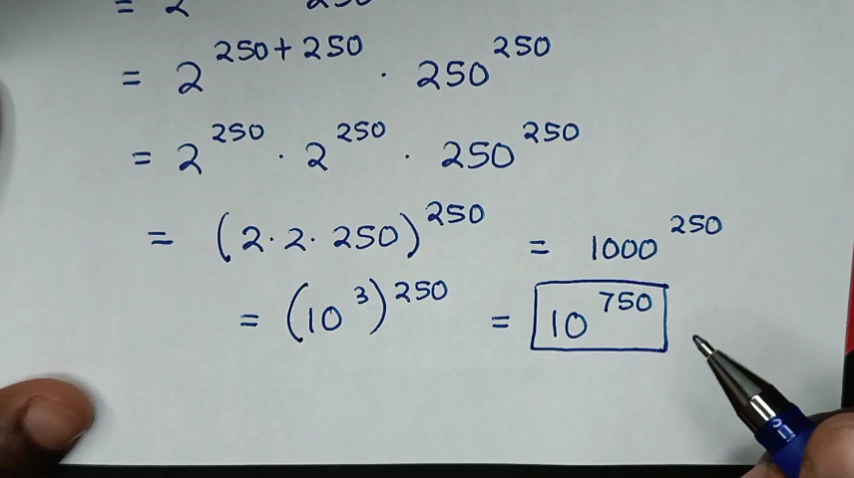 = 2
= 2^{250+250} · 250^{250}
= 2^{250} · 2^{250} · 250^{250}
= (2·2·250)^{250} = 1000^{250}
= (10^3)^{250} = 10^{750}